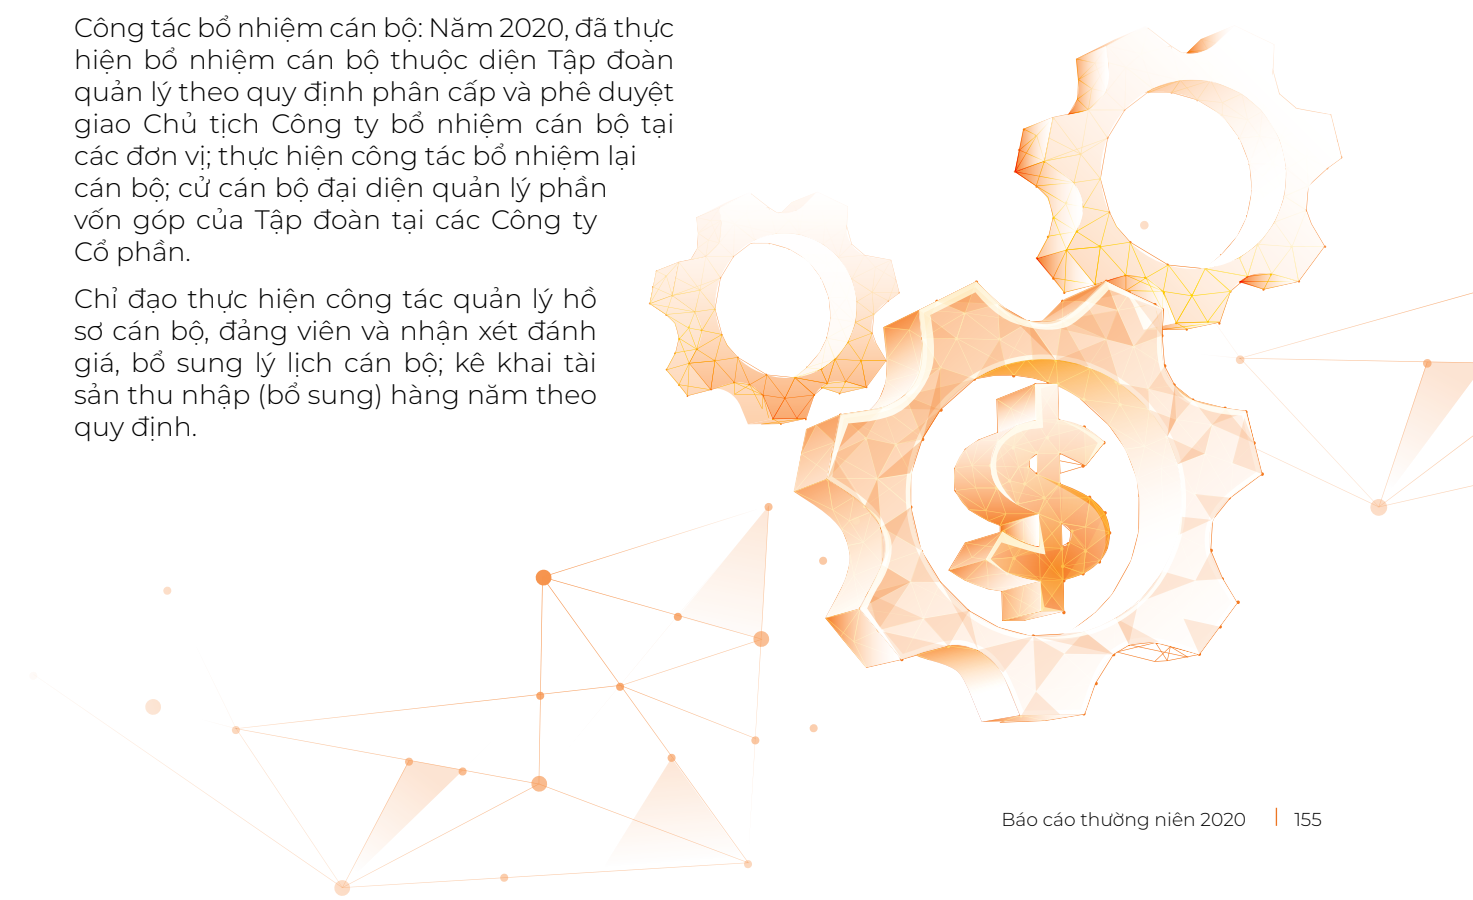 Công tác bổ nhiệm cán bộ: Năm 2020, đã thực
hiện bổ nhiệm cán bộ thuộc diện Tập đoàn
quản lý theo quy định phân cấp và phê duyệt
giao Chủ tịch Công ty bổ nhiệm cán bộ tại
các đơn vị; thực hiện công tác bổ nhiệm lại
cán bộ; cử cán bộ đại diện quản lý phần
vốn góp của Tập đoàn tại các Công ty
Cổ phần.
Chỉ đạo thực hiện công tác quản lý hồ
sơ cán bộ, đảng viên và nhận xét đánh
giá, bổ sung lý lịch cán bộ; kê khai tài
sản thu nhập (bổ sung) hàng năm theo
quy định.
$
Báo cáo thường niên 2020 | 155